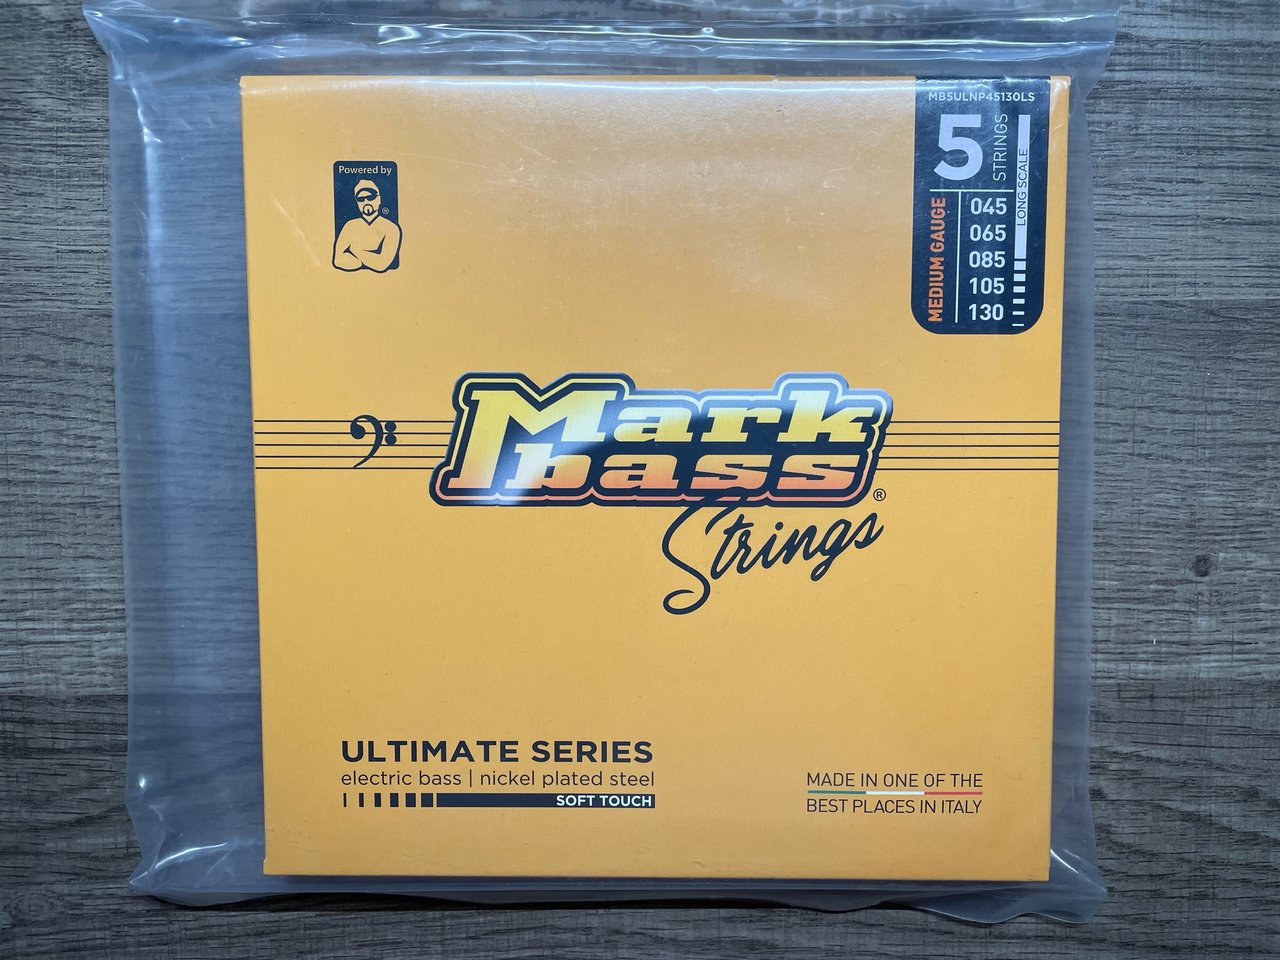 MB5ULNP45130LS
5 STRINGS
LONG SCALE
MEDIUM GAUGE
045
065
085
105
130
Powered by
®
Mark
bass
®
Strings
ULTIMATE SERIES
electric bass | nickel plated steel
SOFT TOUCH
MADE IN ONE OF THE
BEST PLACES IN ITALY